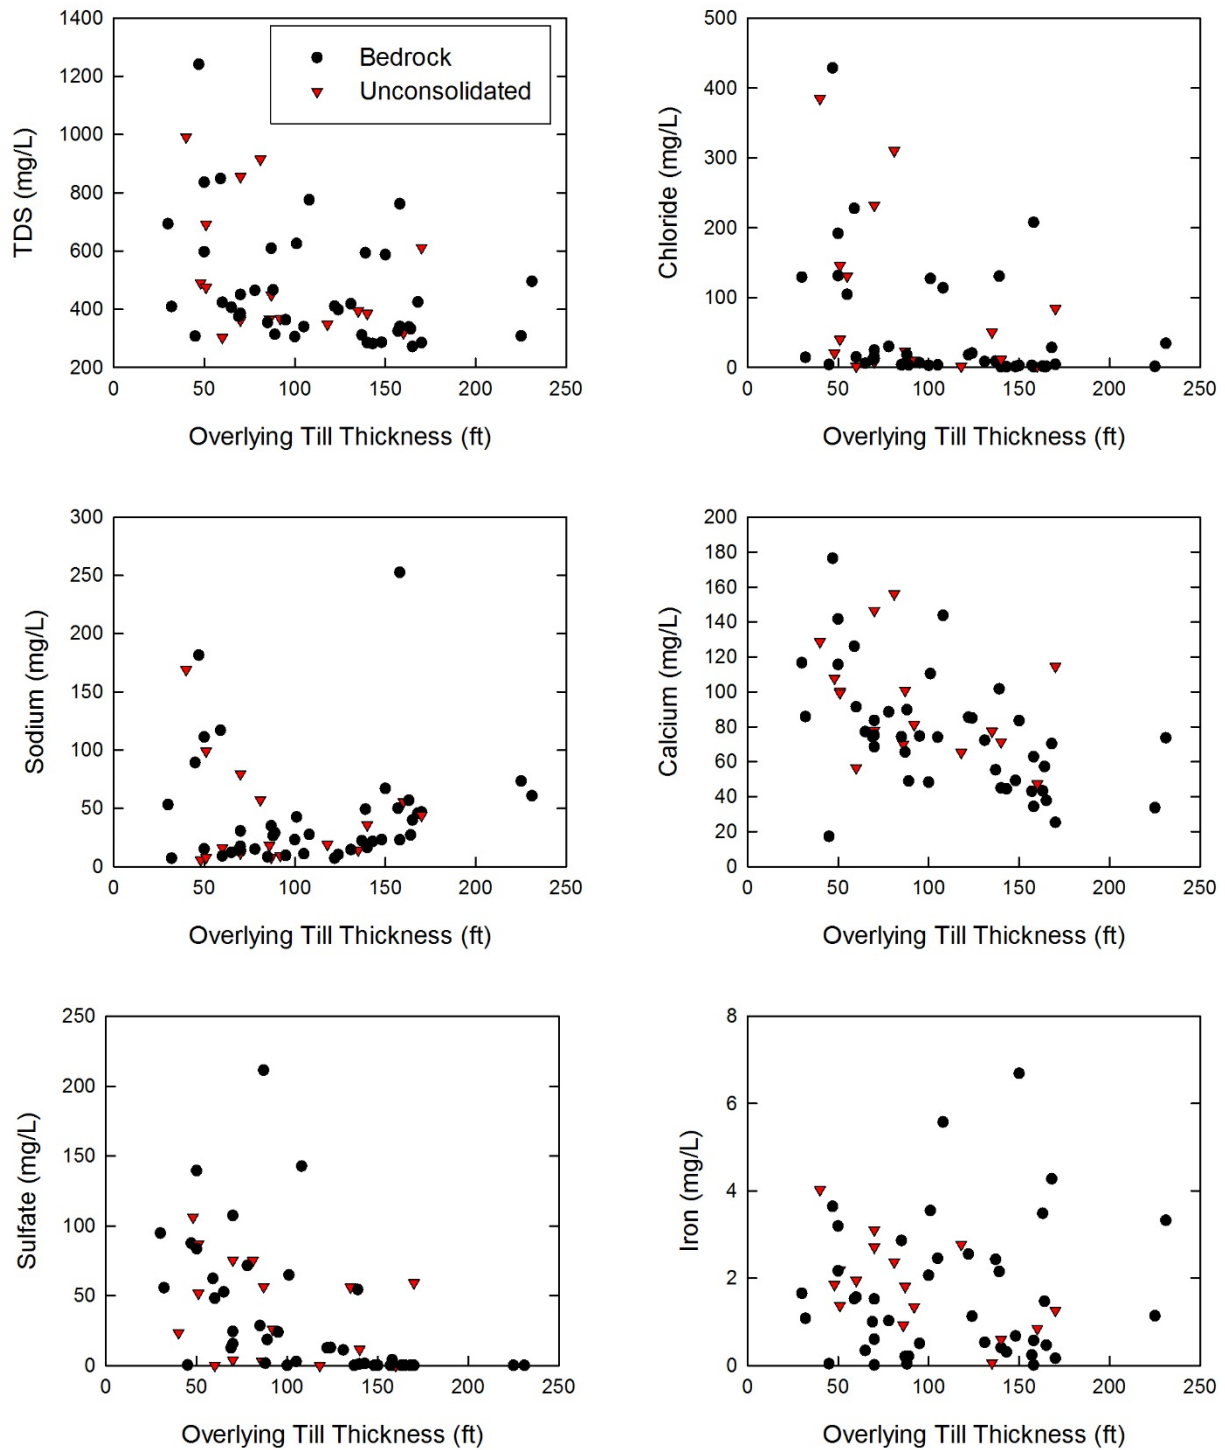 1400
1200
1000
800
600
400
200
TDS (mg/L)
Bedrock
Unconsolidated
0 50 100 150 200 250
Overlying Till Thickness (ft)
500
400
300
200
100
0
Chloride (mg/L)
0 50 100 150 200 250
Overlying Till Thickness (ft)
300
250
200
150
100
50
0
Sodium (mg/L)
0 50 100 150 200 250
Overlying Till Thickness (ft)
200
180
160
140
120
100
80
60
40
20
0
Calcium (mg/L)
0 50 100 150 200 250
Overlying Till Thickness (ft)
250
200
150
100
50
0
Sulfate (mg/L)
0 50 100 150 200 250
Overlying Till Thickness (ft)
8
6
4
2
0
Iron (mg/L)
0 50 100 150 200 250
Overlying Till Thickness (ft)